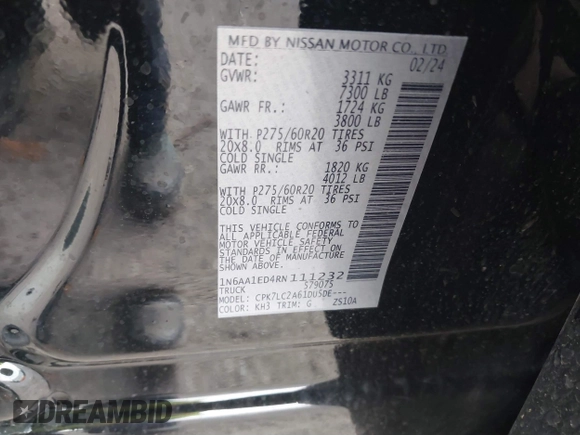 MFD BY NISSAN MOTOR CO., LTD.
DATE: 02/24
GVWR: 3311 KG
7300 LB
GAWR FR.: 1724 KG
3800 LB
WITH P275/60R20 TIRES
20X8.0 RIMS AT 36 PSI
COLD SINGLE
GAWR RR.: 1820 KG
4012 LB
WITH P275/60R20 TIRES
20X8.0 RIMS AT 36 PSI
COLD SINGLE -
THIS VEHICLE CONFORMS TO
ALL APPLICABLE FEDERAL
MOTOR VEHICLE SAFETY
STANDARDS IN EFFECT ON
THE DATE OF MANUFACTURE
SHOWN ABOVE.
1N6AA1ED4RN111232
TRUCK 579075
MODEL: CPK7LC2A61DU5DE---
COLOR: KH3 TRIM: G ZS10A
DREAMBID